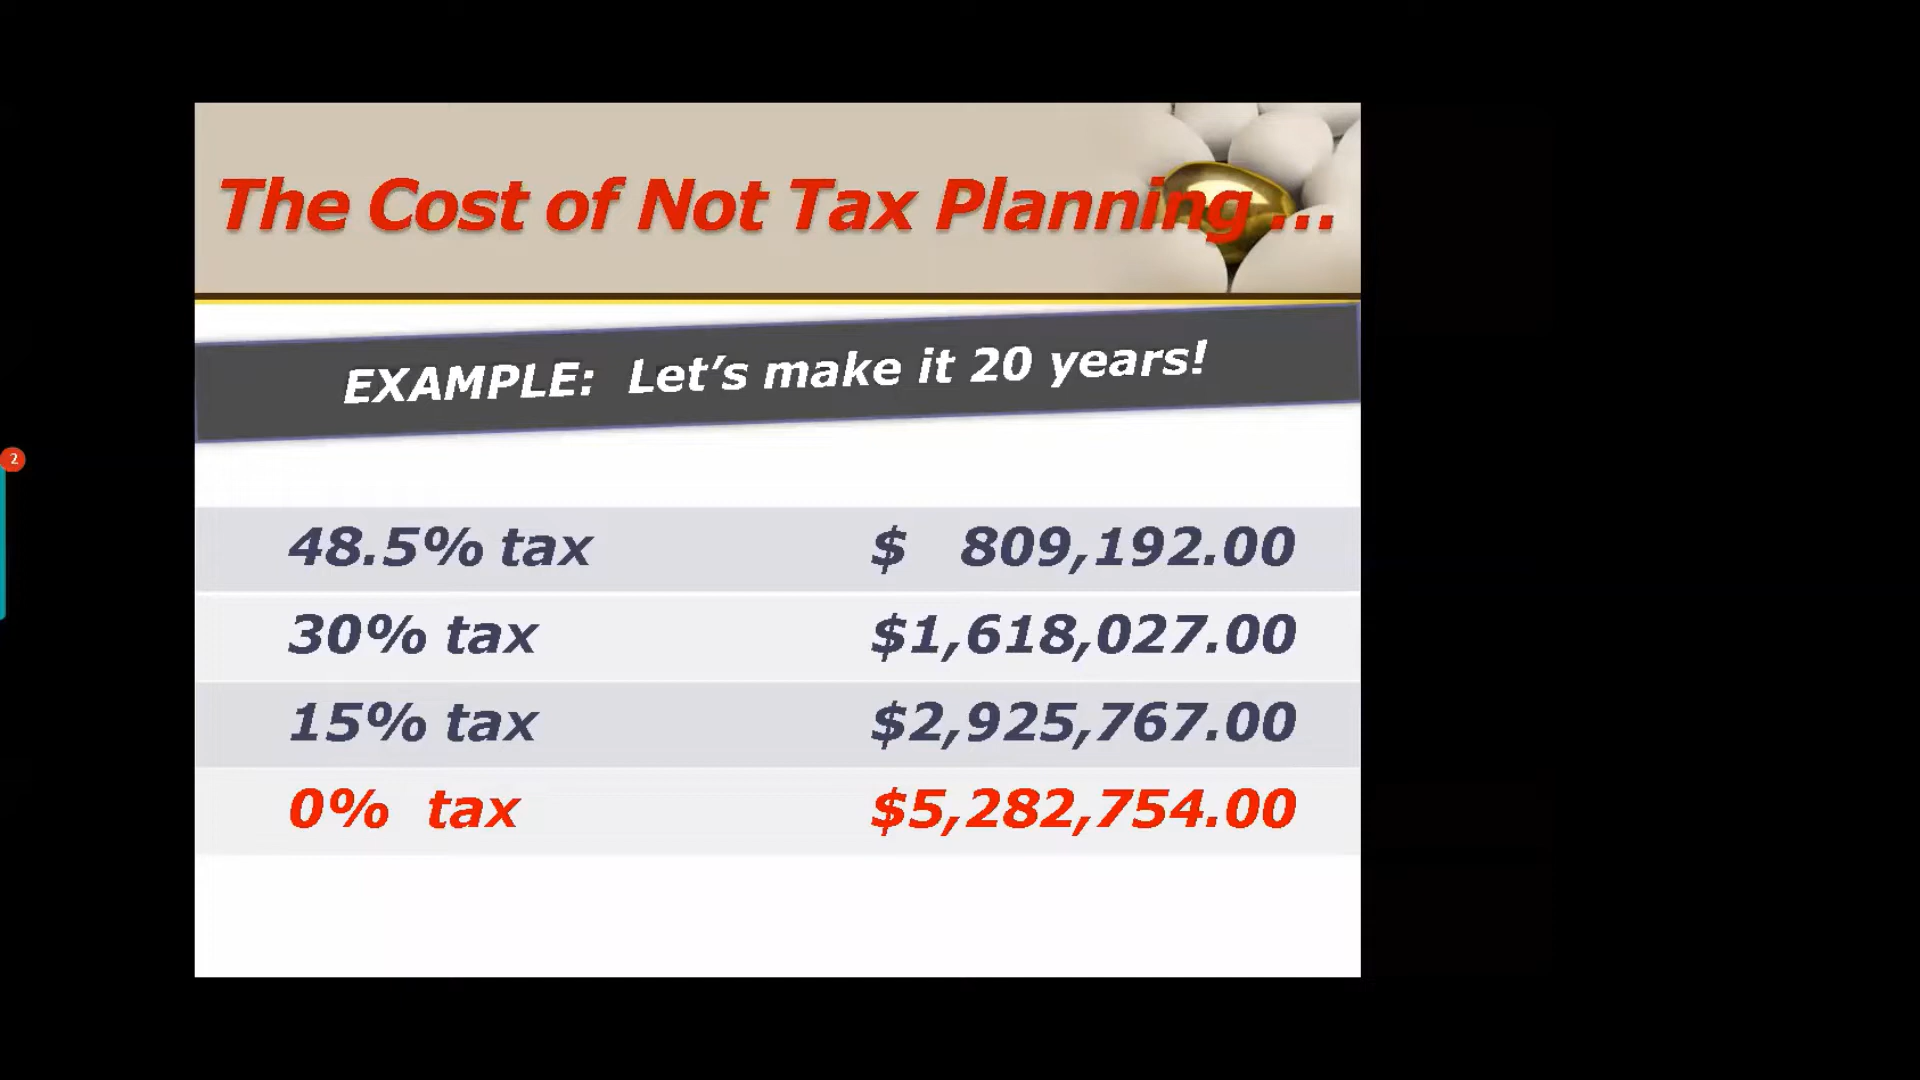 The Cost of Not Tax Planning ...
EXAMPLE: Let's make it 20 years!
2
48.5% tax $ 809,192.00
30% tax $1,618,027.00
15% tax $2,925,767.00
0% tax $5,282,754.00